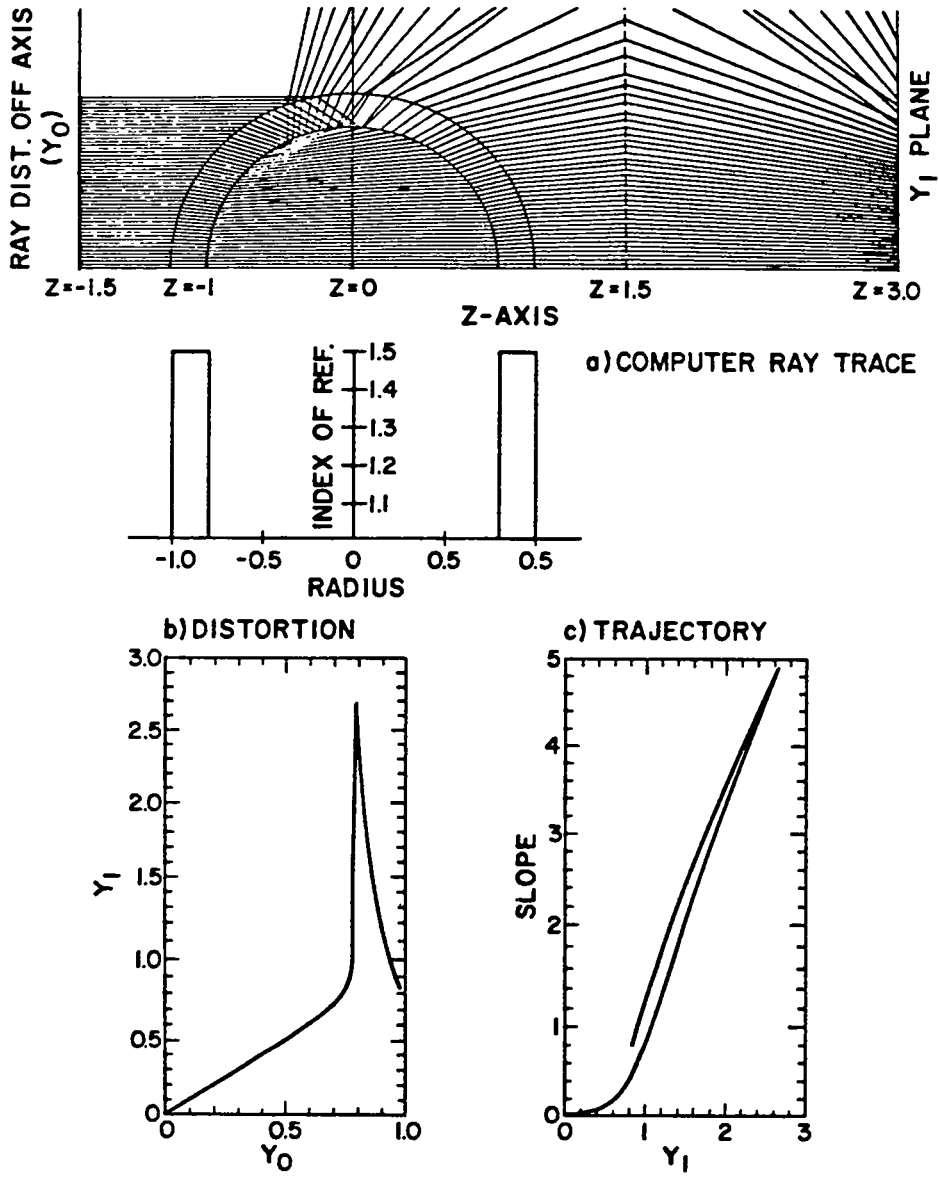 RAY DIST. OFF AXIS
(Y0)
Y1 PLANE
Z=-1.5 Z=-1 Z=0 Z=1.5 Z=3.0
Z-AXIS
a) COMPUTER RAY TRACE
INDEX OF REF.
1.5
1.4
1.3
1.2
1.1
-1.0 -0.5 0 0.5 0.5
RADIUS
b) DISTORTION
3.0
2.5
2.0
1.5
1.0
0.5
0
Y1
0 0.5 1.0
Y0
c) TRAJECTORY
5
4
3
2
1
0
SLOPE
0 1 2 3
Y1